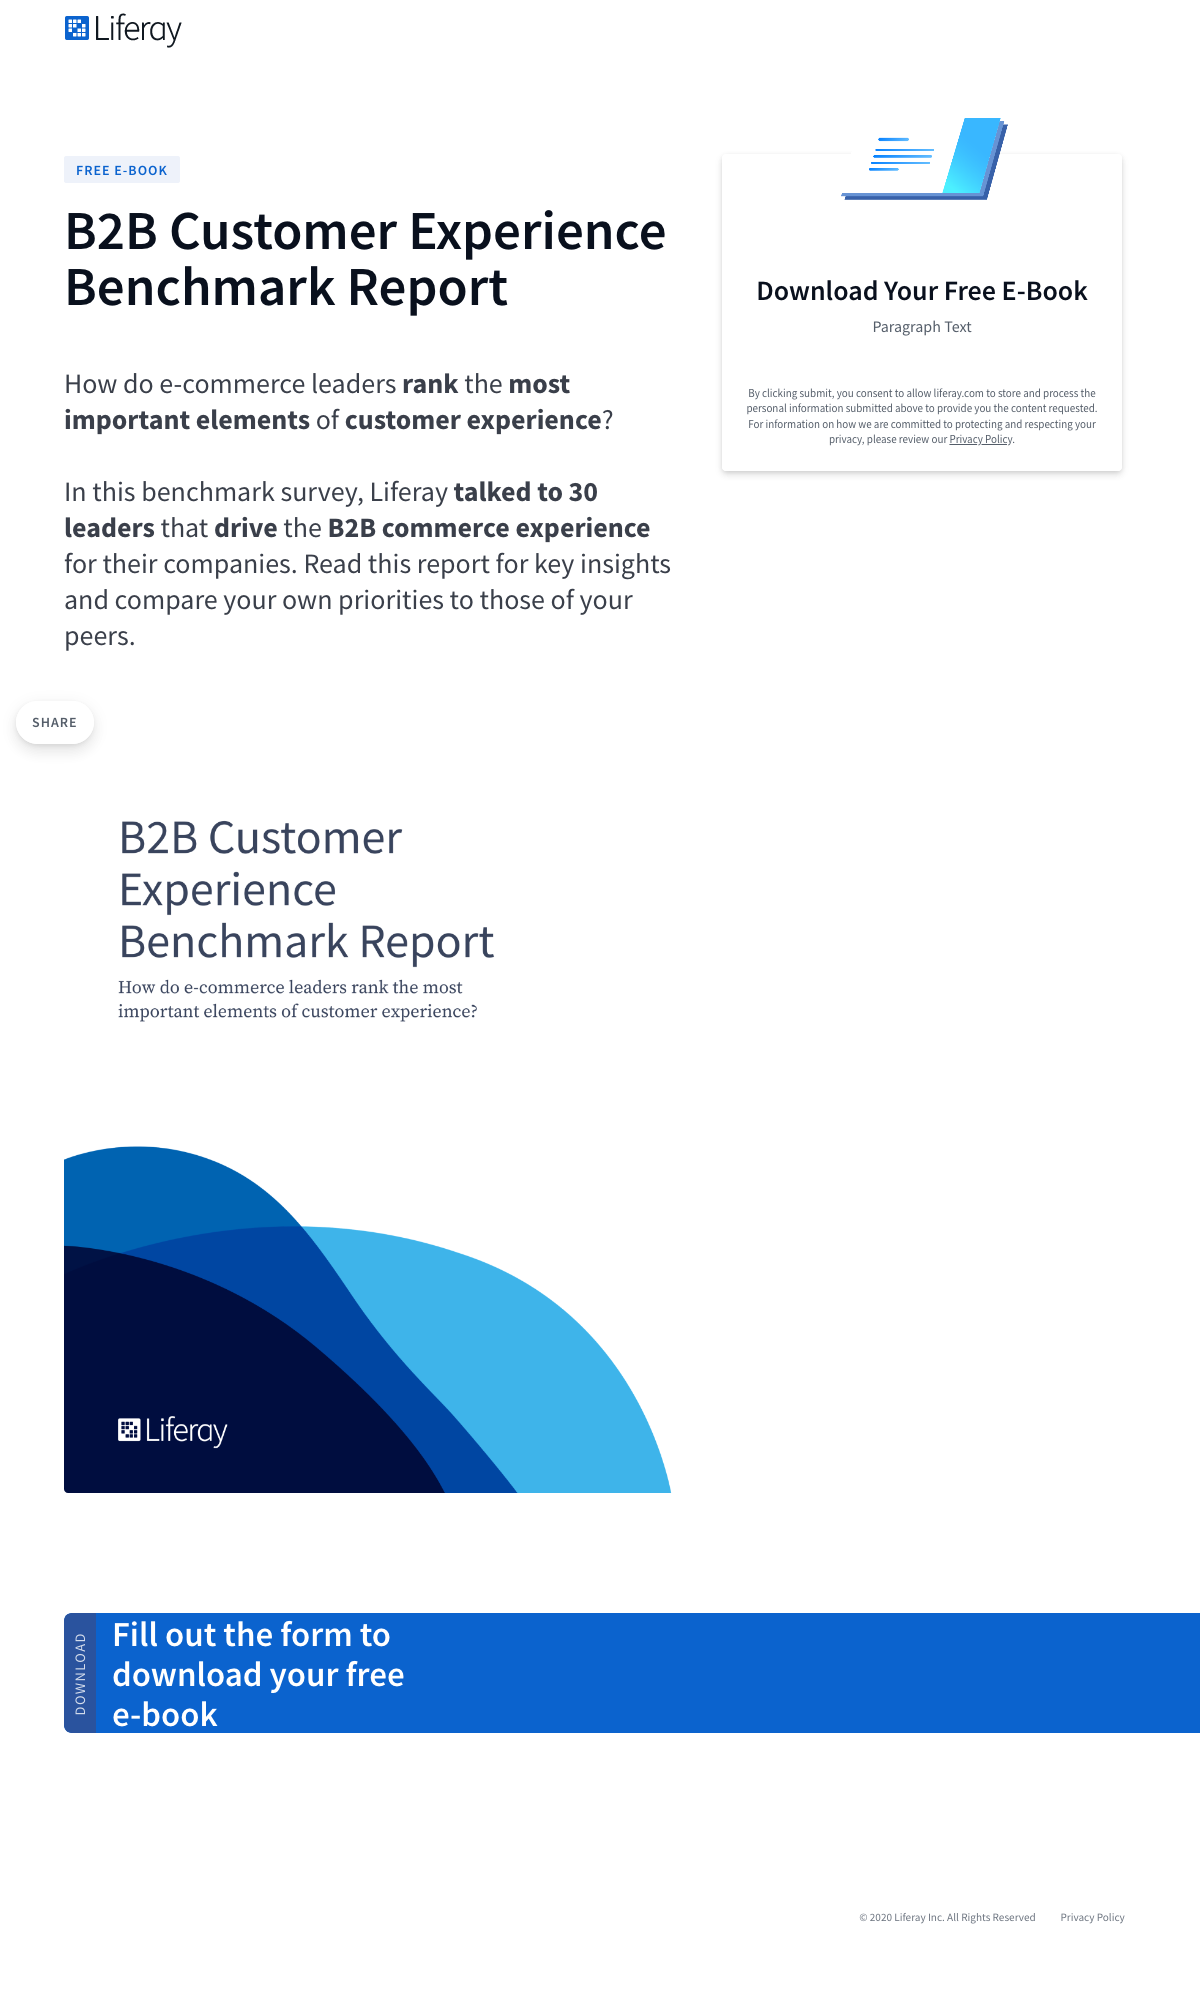 Liferay
FREE E-BOOK
B2B Customer Experience
Benchmark Report
How do e-commerce leaders rank the most
important elements of customer experience?
In this benchmark survey, Liferay talked to 30
leaders that drive the B2B commerce experience
for their companies. Read this report for key insights
and compare your own priorities to those of your
peers.
Download Your Free E-Book
Paragraph Text
By clicking submit, you consent to allow liferay.com to store and process the
personal information submitted above to provide you the content requested.
For information on how we are committed to protecting and respecting your
privacy, please review our Privacy Policy.
SHARE
B2B Customer
Experience
Benchmark Report
How do e-commerce leaders rank the most
important elements of customer experience?
Liferay
DOWNLOAD
Fill out the form to
download your free
e-book
© 2020 Liferay Inc. All Rights Reserved Privacy Policy